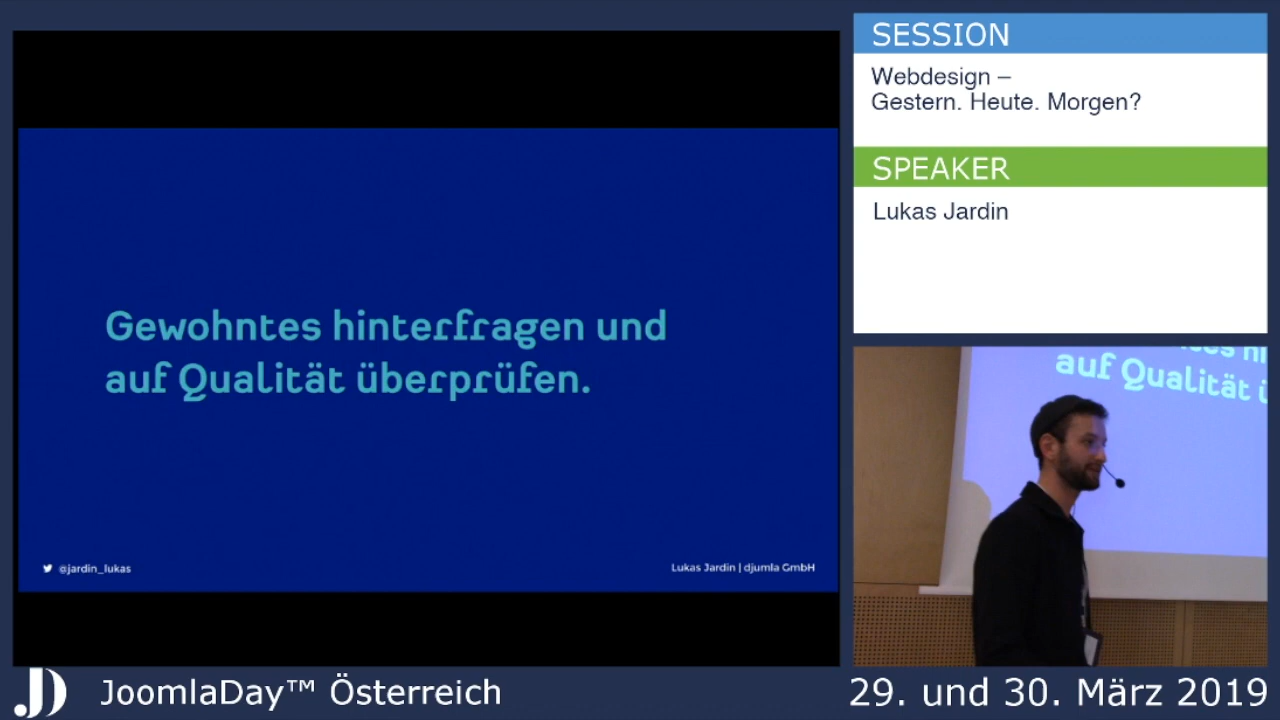 SESSION
Webdesign –
Gestern. Heute. Morgen?
SPEAKER
Lukas Jardin
Gewohntes hinterfragen und
auf Qualität überprüfen.
@jardin_lukas
Lukas Jardin | djumla GmbH
auf Qualität ü
JD JoomlaDay™ Österreich
29. und 30. März 2019